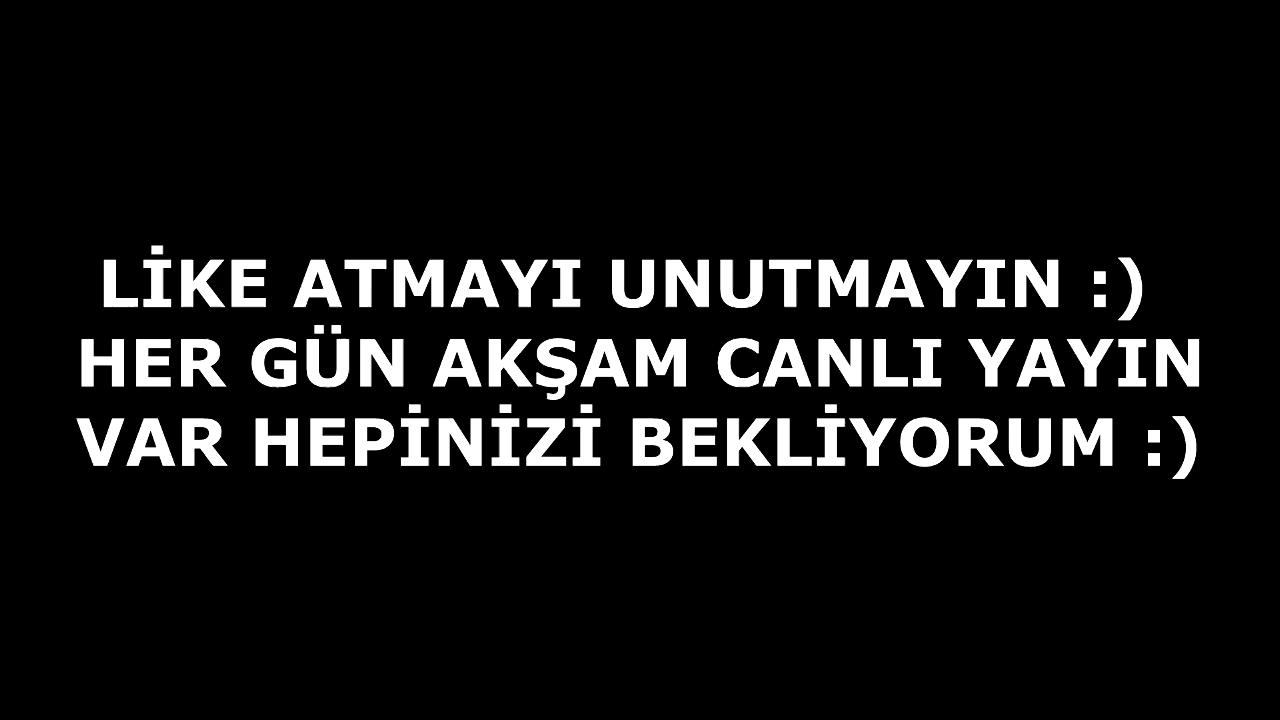 LİKE ATMAYI UNUTMAYIN :)
HER GÜN AKŞAM CANLI YAYIN
VAR HEPİNİZİ BEKLİYORUM :)